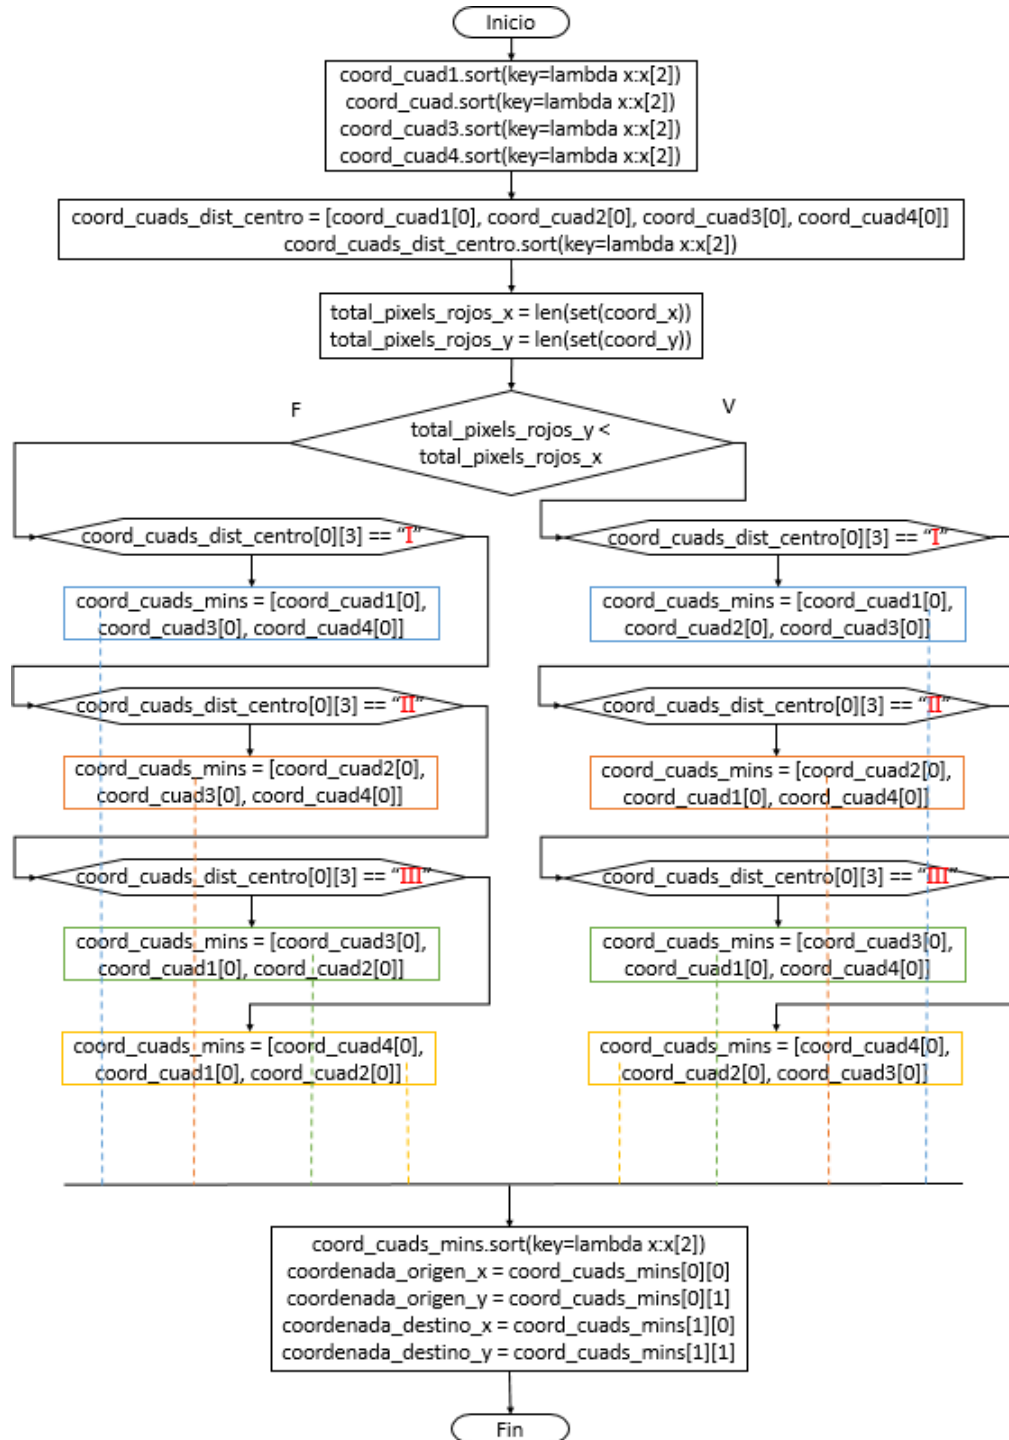 Inicio
coord_cuad1.sort(key=lambda x:x[2])
coord_cuad.sort(key=lambda x:x[2])
coord_cuad3.sort(key=lambda x:x[2])
coord_cuad4.sort(key=lambda x:x[2])
coord_cuads_dist_centro = [coord_cuad1[0], coord_cuad2[0], coord_cuad3[0], coord_cuad4[0]]
coord_cuads_dist_centro.sort(key=lambda x:x[2])
total_pixels_rojos_x = len(set(coord_x))
total_pixels_rojos_y = len(set(coord_y))
F
V
total_pixels_rojos_y <
total_pixels_rojos_x
coord_cuads_dist_centro[0][3] == “I”
coord_cuads_mins = [coord_cuad1[0],
coord_cuad3[0], coord_cuad4[0]]
coord_cuads_dist_centro[0][3] == “II”
coord_cuads_mins = [coord_cuad2[0],
coord_cuad3[0], coord_cuad4[0]]
coord_cuads_dist_centro[0][3] == “III”
coord_cuads_mins = [coord_cuad3[0],
coord_cuad1[0], coord_cuad2[0]]
coord_cuads_mins = [coord_cuad4[0],
coord_cuad1[0], coord_cuad2[0]]
coord_cuads_dist_centro[0][3] == “I”
coord_cuads_mins = [coord_cuad1[0],
coord_cuad2[0], coord_cuad3[0]]
coord_cuads_dist_centro[0][3] == “II”
coord_cuads_mins = [coord_cuad2[0],
coord_cuad1[0], coord_cuad4[0]]
coord_cuads_dist_centro[0][3] == “III”
coord_cuads_mins = [coord_cuad3[0],
coord_cuad1[0], coord_cuad4[0]]
coord_cuads_mins = [coord_cuad4[0],
coord_cuad2[0], coord_cuad3[0]]
coord_cuads_mins.sort(key=lambda x:x[2])
coordenada_origen_x = coord_cuads_mins[0][0]
coordenada_origen_y = coord_cuads_mins[0][1]
coordenada_destino_x = coord_cuads_mins[1][0]
coordenada_destino_y = coord_cuads_mins[1][1]
Fin